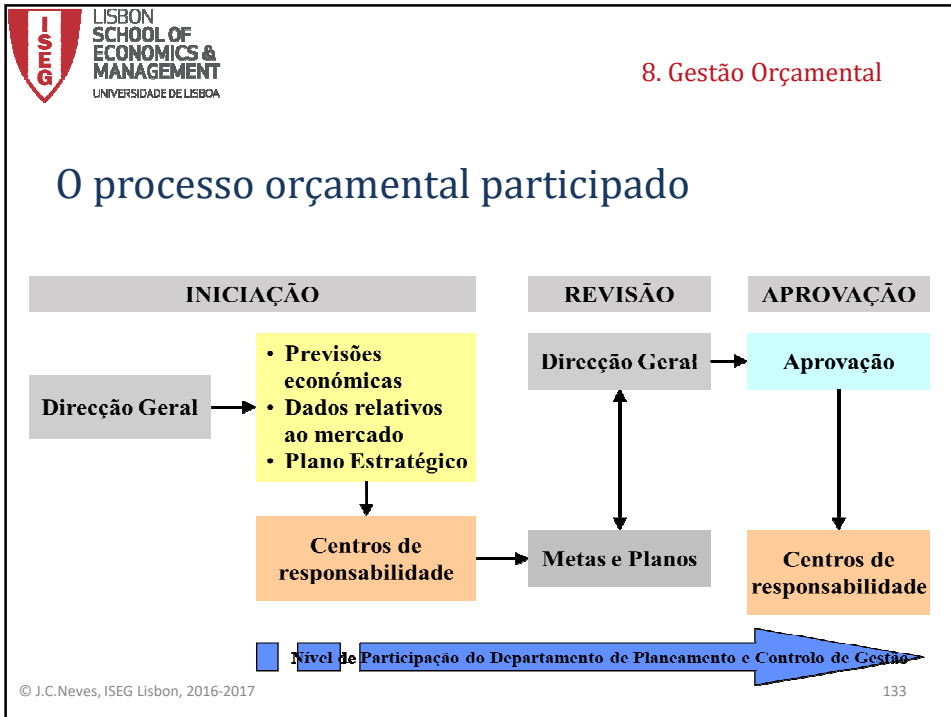 ISEG
LISBON
SCHOOL OF
ECONOMICS &
MANAGEMENT
UNIVERSIDADE DE LISBOA
8. Gestão Orçamental
O processo orçamental participado
INICIAÇÃO
REVISÃO
APROVAÇÃO
Direcção Geral
• Previsões
económicas
• Dados relativos
ao mercado
• Plano Estratégico
Centros de
responsabilidade
Direcção Geral
Metas e Planos
Aprovação
Centros de
responsabilidade
Nível de Participação do Departamento de Planeamento e Controlo de Gestão
© J.C.Neves, ISEG Lisbon, 2016-2017
133